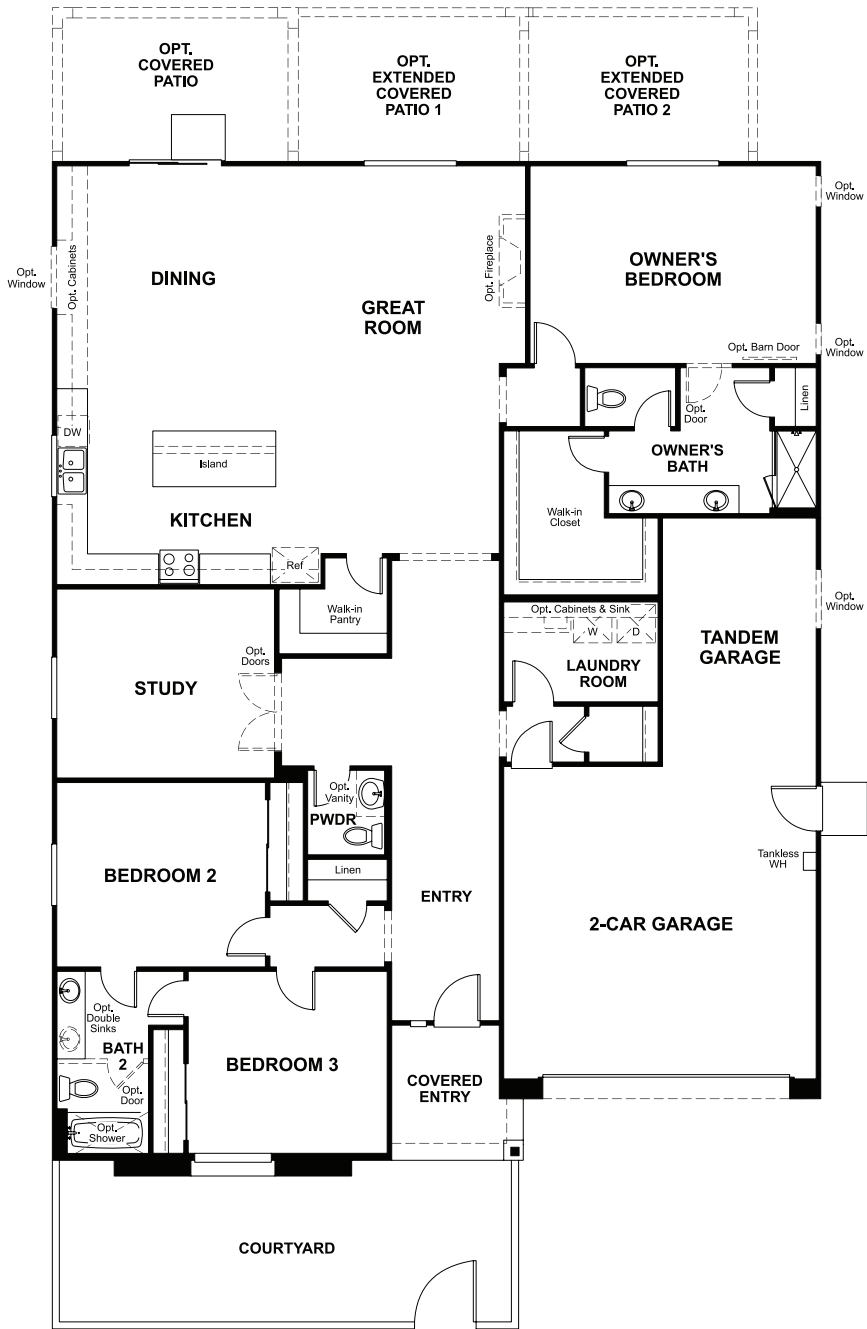 OPT.
COVERED
PATIO
OPT.
EXTENDED
COVERED
PATIO 1
OPT.
EXTENDED
COVERED
PATIO 2
Opt.
Window
Opt.
Window
Opt. Cabinets
DINING
GREAT
ROOM
Opt. Fireplace
OWNER'S
BEDROOM
Opt. Barn Door
Opt.
Window
Opt.
Door
Linen
DW
Island
KITCHEN
Ref
OWNER'S
BATH
Walk-in
Closet
Walk-in
Pantry
Opt. Cabinets & Sink
W
D
LAUNDRY
ROOM
TANDEM
GARAGE
Opt.
Window
STUDY
Opt.
Doors
Opt.
Vanity
PWDR
BEDROOM 2
Linen
ENTRY
2-CAR GARAGE
Tankless
WH
Opt.
Double
Sinks
BATH
2
Opt.
Door
Opt.
Shower
BEDROOM 3
COVERED
ENTRY
COURTYARD